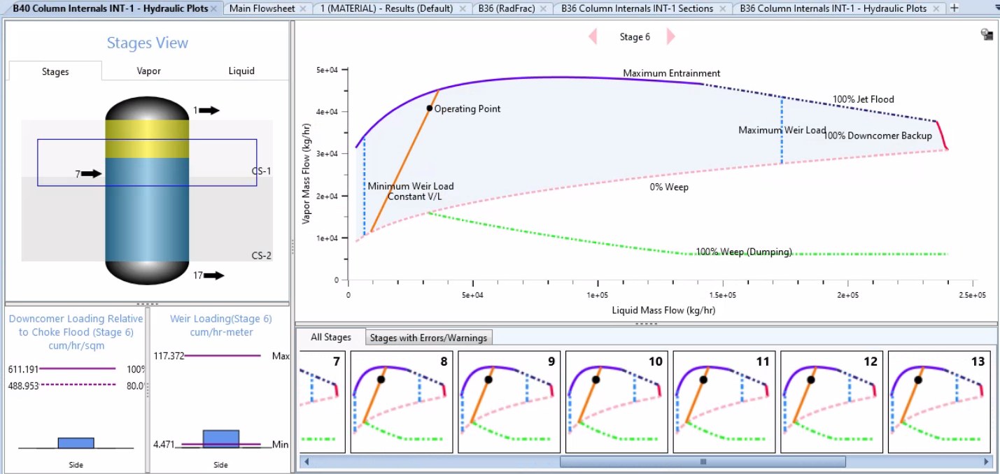 B40 Column Internals INT-1 - Hydraulic Plots
Main Flowsheet
1 (MATERIAL) - Results (Default)
B36 (RadFrac)
B36 Column Internals INT-1 Sections
B36 Column Internals INT-1 - Hydraulic Plots
Stages View
Stages
Vapor
Liquid
1
7
CS-1
CS-2
17
Downcomer Loading Relative
to Choke Flood (Stage 6)
cum/hr/sqm
611.191
100%
488.953
80.0%
Side
Weir Loading(Stage 6)
cum/hr-meter
117.372
Max
4.471
Min
Side
Stage 6
Vapor Mass Flow (kg/hr)
5e+04
4e+04
3e+04
2e+04
1e+04
0
Maximum Entrainment
100% Jet Flood
Operating Point
Maximum Weir Load
100% Downcomer Backup
Minimum Weir Load
Constant V/L
0% Weep
100% Weep (Dumping)
0
5e+04
1e+05
1.5e+05
2e+05
2.5e+05
Liquid Mass Flow (kg/hr)
All Stages
Stages with Errors/Warnings
7
8
9
10
11
12
13